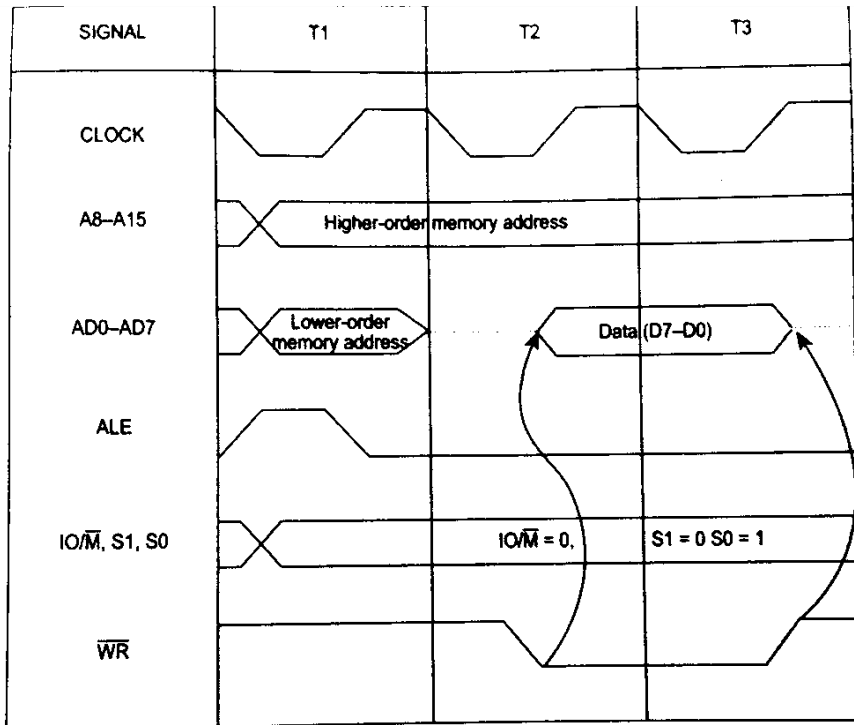 SIGNAL T1 T2 T3
CLOCK
A8–A15 Higher-order memory address
AD0–AD7 Lower-order memory address Data (D7–D0)
ALE
IO/M̅, S1, S0 IO/M̅ = 0, S1 = 0 S0 = 1
W̅R̅